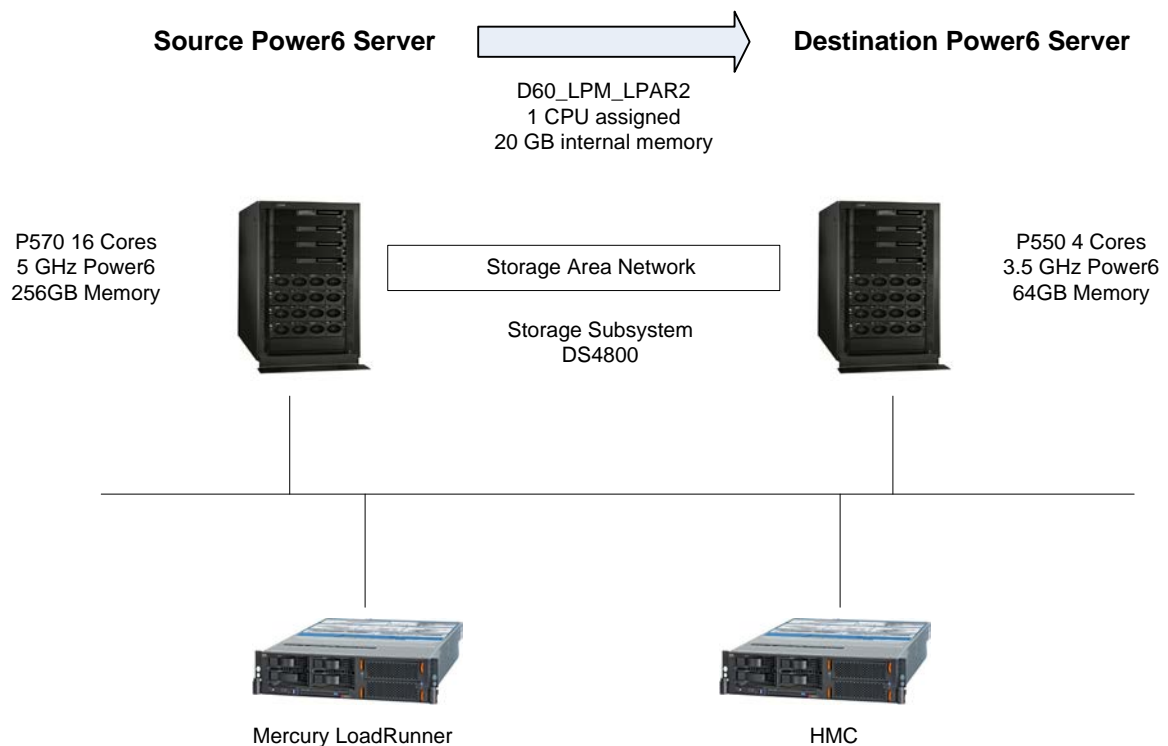 Source Power6 Server
Destination Power6 Server
D60_LPM_LPAR2
1 CPU assigned
20 GB internal memory
P570 16 Cores
5 GHz Power6
256GB Memory
Storage Area Network
Storage Subsystem
DS4800
P550 4 Cores
3.5 GHz Power6
64GB Memory
Mercury LoadRunner
HMC